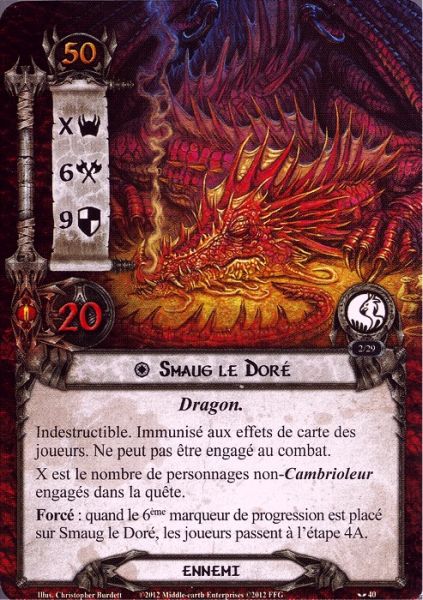 50
X
6
9
20
2/29
Smaug le Doré
Dragon.
Indestructible. Immunisé aux effets de carte des
joueurs. Ne peut pas être engagé au combat.
X est le nombre de personnages non-Cambrioleur
engagés dans la quête.
Forcé : quand le 6ème marqueur de progression est placé
sur Smaug le Doré, les joueurs passent à l'étape 4A.
ENNEMI
Illus. Christopher Burdett ©2012 Middle-earth Enterprises ©2012 FFG 40